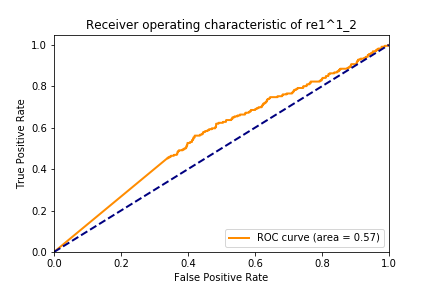 Receiver operating characteristic of re1^1_2
True Positive Rate
1.0
0.8
0.6
0.4
0.2
0.0
ROC curve (area = 0.57)
0.0 0.2 0.4 0.6 0.8 1.0
False Positive Rate